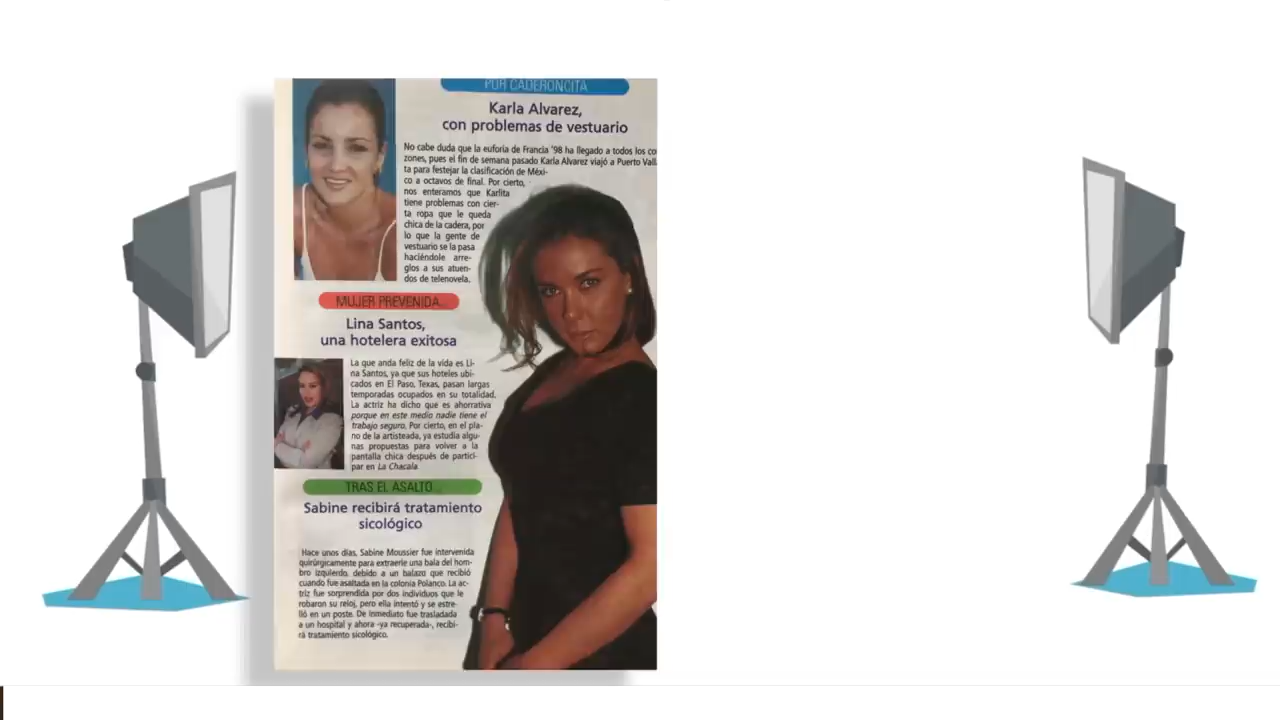 POR CADERONCITA
Karla Alvarez,
con problemas de vestuario
No cabe duda que la euforia de Francia '98 ha llegado a todos los co
zones, pues el fin de semana pasado Karla Alvarez viajó a Puerto Vall
ta para festejar la clasificación de Méxi-
co a octavos de final. Por cierto,
nos enteramos que Karlita
tiene problemas con cier-
ta ropa que le queda
chica de la cadera, por
lo que la gente de
vestuario se la pasa
haciéndole arre-
glos a sus atuen-
dos de telenovela.
MUJER PREVENIDA...
Lina Santos,
una hotelera exitosa
La que anda feliz de la vida es Li-
na Santos, ya que sus hoteles ubi-
cados en El Paso, Texas, pasan largas
temporadas ocupados en su totalidad.
La actriz ha dicho que es ahorrativa
porque en este medio nadie tiene el
trabajo seguro. Por cierto, en el pla-
no de la artisteada, ya estudia algu-
nas propuestas para volver a la
pantalla chica después de partici-
par en La Chacala.
TRAS EL ASALTO...
Sabine recibirá tratamiento
sicológico
Hace unos días, Sabine Moussier fue intervenida
quirúrgicamente para extraerle una bala del hom-
bro izquierdo, debido a un balazo que recibió
cuando fue asaltada en la colonia Polanco. La ac-
triz fue sorprendida por dos individuos que le
robaron su reloj, pero ella intentó y se estre-
lló en un poste. De inmediato fue trasladada
a un hospital y ahora -ya recuperada-, recibi-
rá tratamiento sicológico.